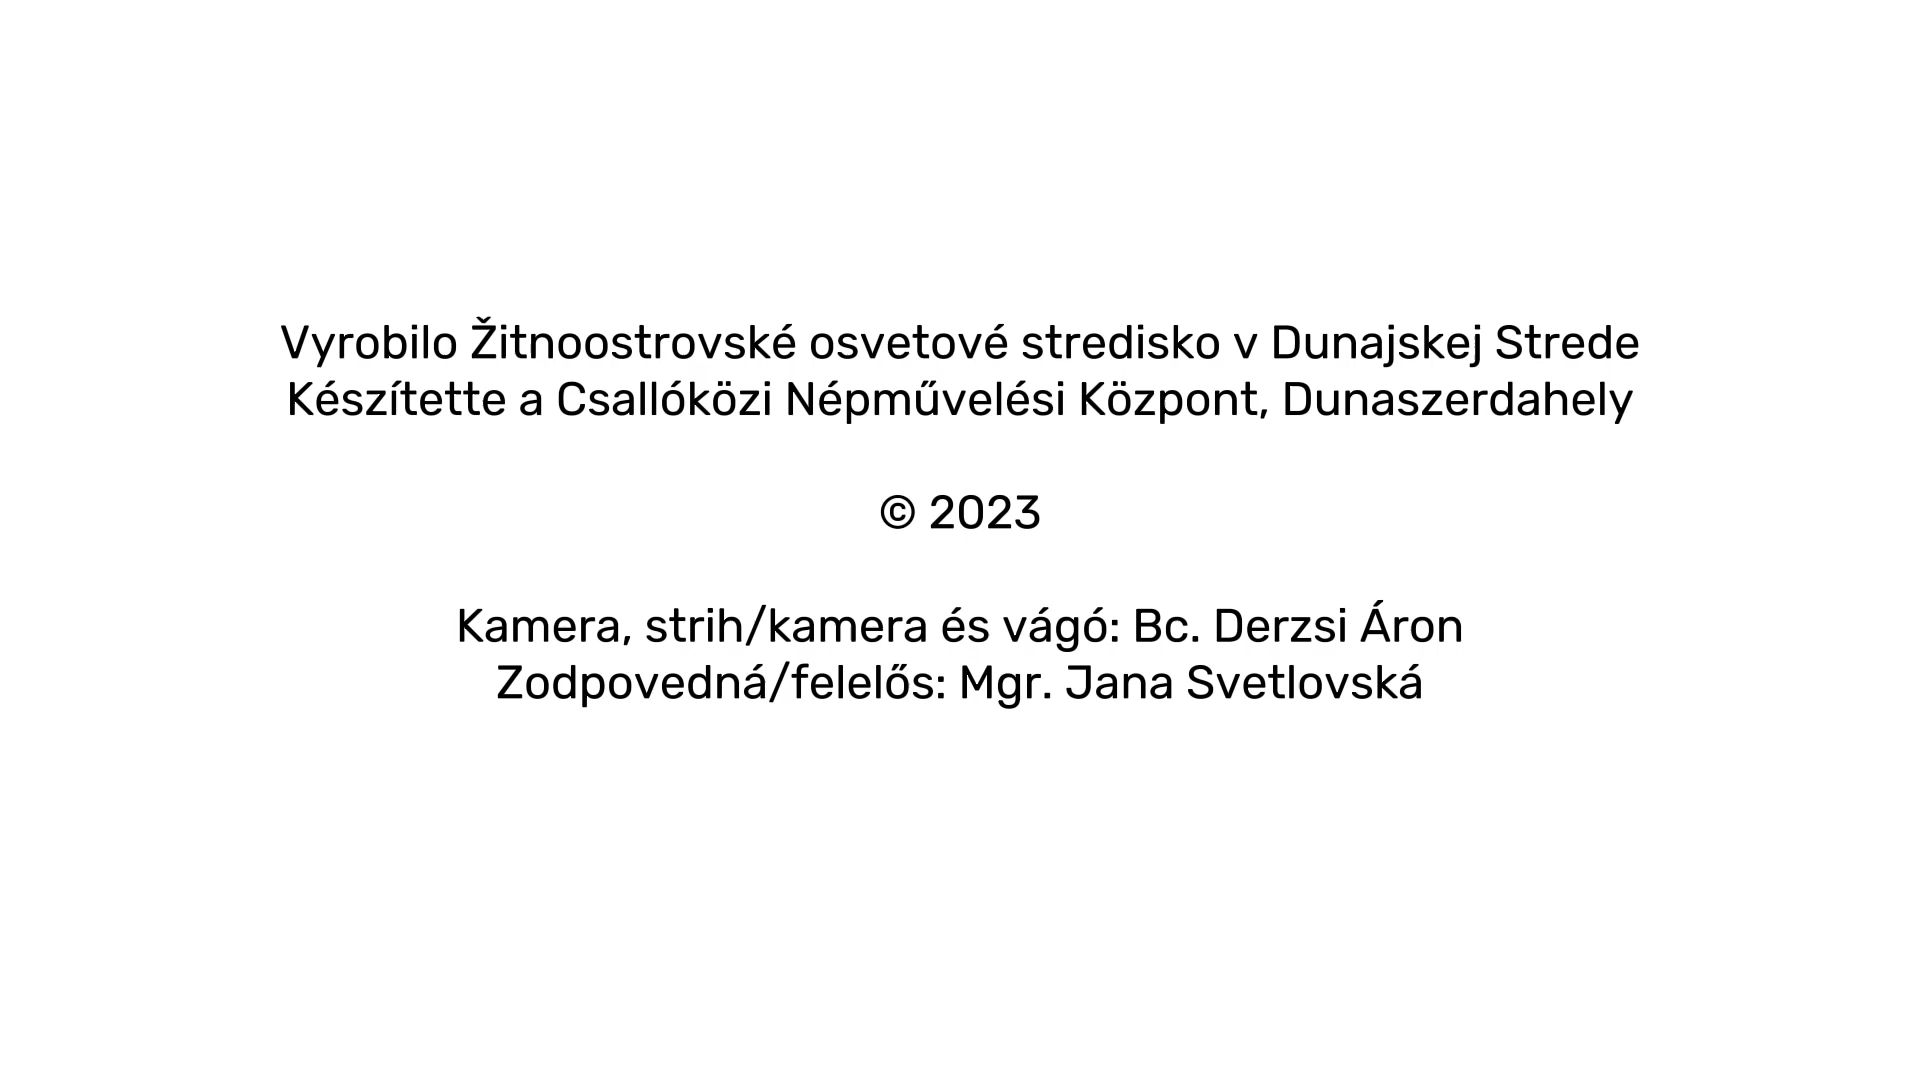 Vyrobilo Žitnoostrovské osvetové stredisko v Dunajskej Strede
Készítette a Csallóközi Népművelési Központ, Dunaszerdahely
© 2023
Kamera, strih/kamera és vágó: Bc. Derzsi Áron
Zodpovedná/felelős: Mgr. Jana Svetlovská